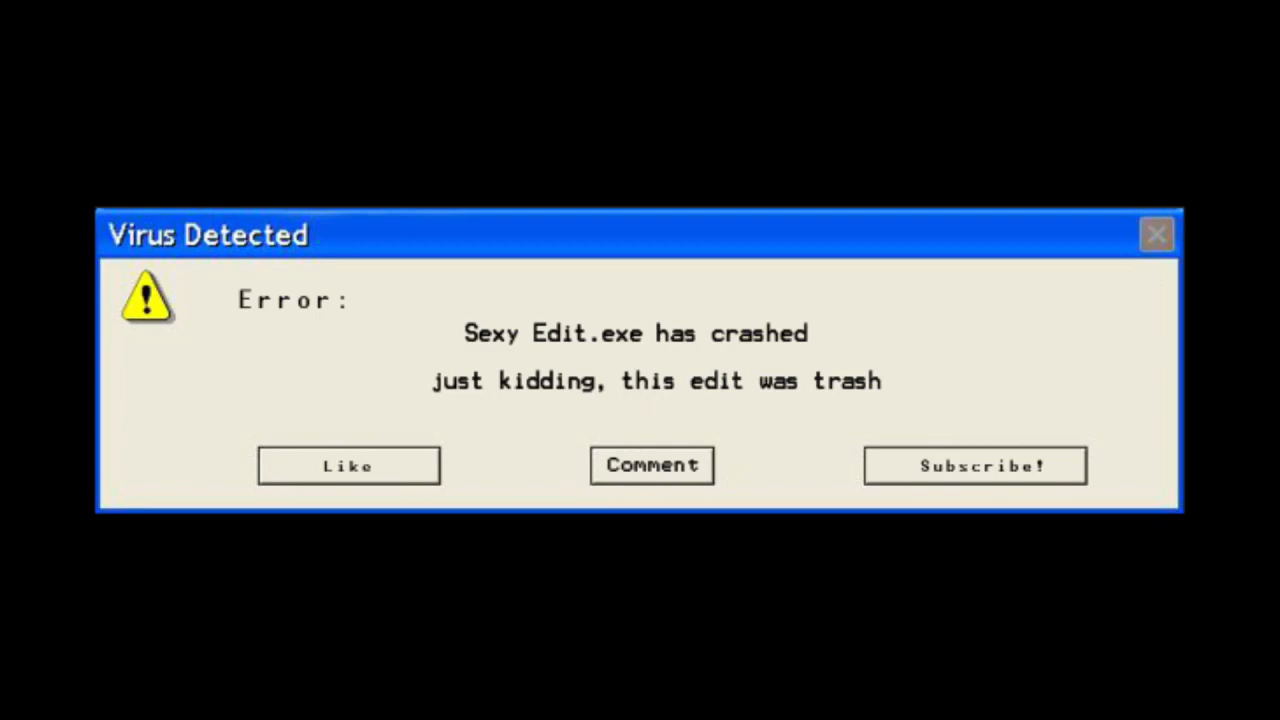 Virus Detected
Error:
Sexy Edit.exe has crashed
just kidding, this edit was trash
Like
Comment
Subscribe!